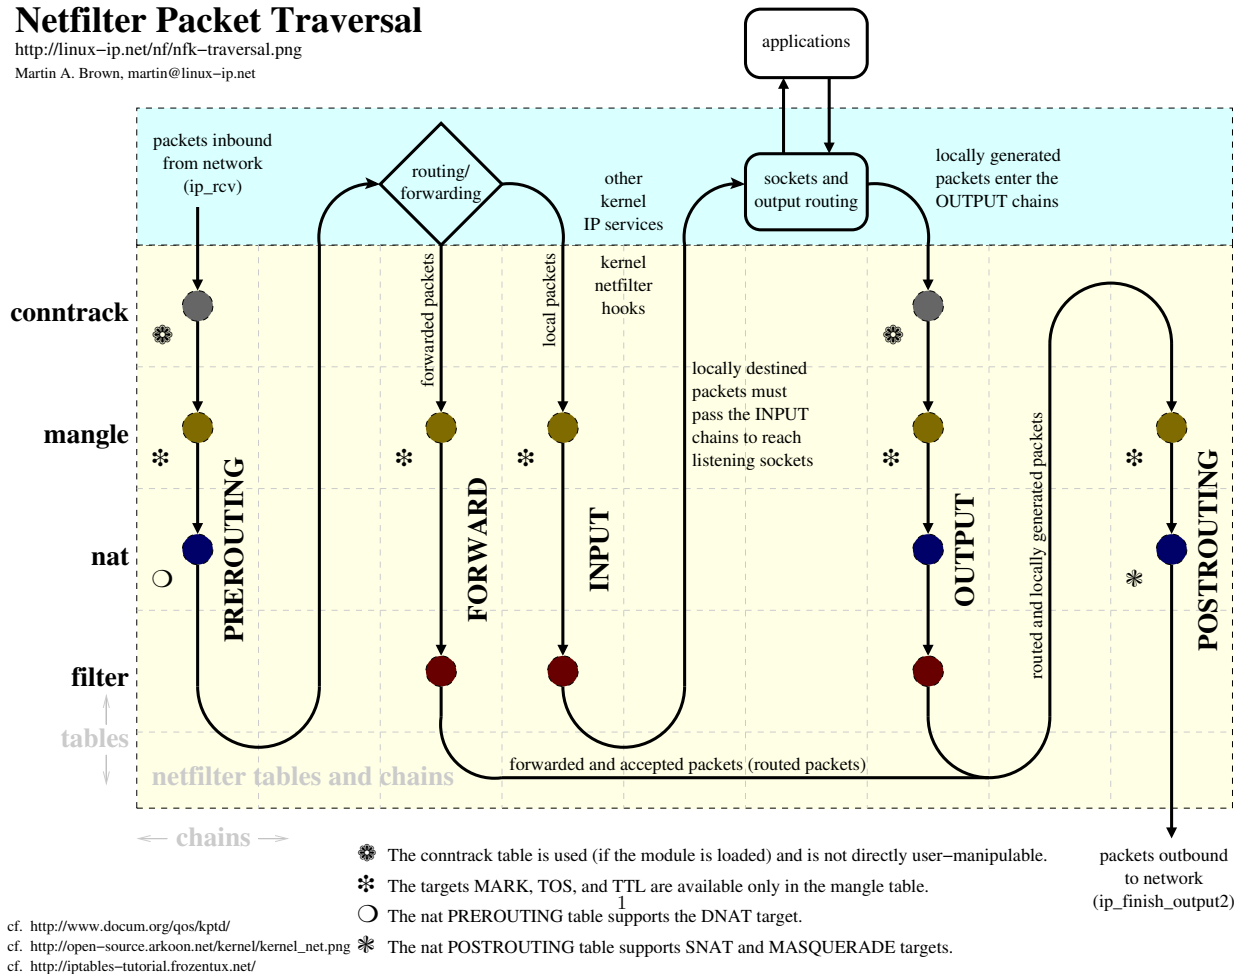 Netfilter Packet Traversal
http://linux−ip.net/nf/nfk−traversal.png
Martin A. Brown, martin@linux−ip.net
applications
packets inbound
from network
(ip_rcv)
routing/
forwarding
other
kernel
IP services
sockets and
output routing
locally generated
packets enter the
OUTPUT chains
kernel
netfilter
hooks
forwarded packets
local packets
locally destined
packets must
pass the INPUT
chains to reach
listening sockets
routed and locally generated packets
conntrack
mangle
nat
filter
PREROUTING
FORWARD
INPUT
OUTPUT
POSTROUTING
tables
netfilter tables and chains
forwarded and accepted packets (routed packets)
chains
❁ The conntrack table is used (if the module is loaded) and is not directly user−manipulable.
❇ The targets MARK, TOS, and TTL are available only in the mangle table.
1
❍ The nat PREROUTING table supports the DNAT target.
❃ The nat POSTROUTING table supports SNAT and MASQUERADE targets.
packets outbound
to network
(ip_finish_output2)
cf. http://www.docum.org/qos/kptd/
cf. http://open−source.arkoon.net/kernel/kernel_net.png
cf. http://iptables−tutorial.frozentux.net/